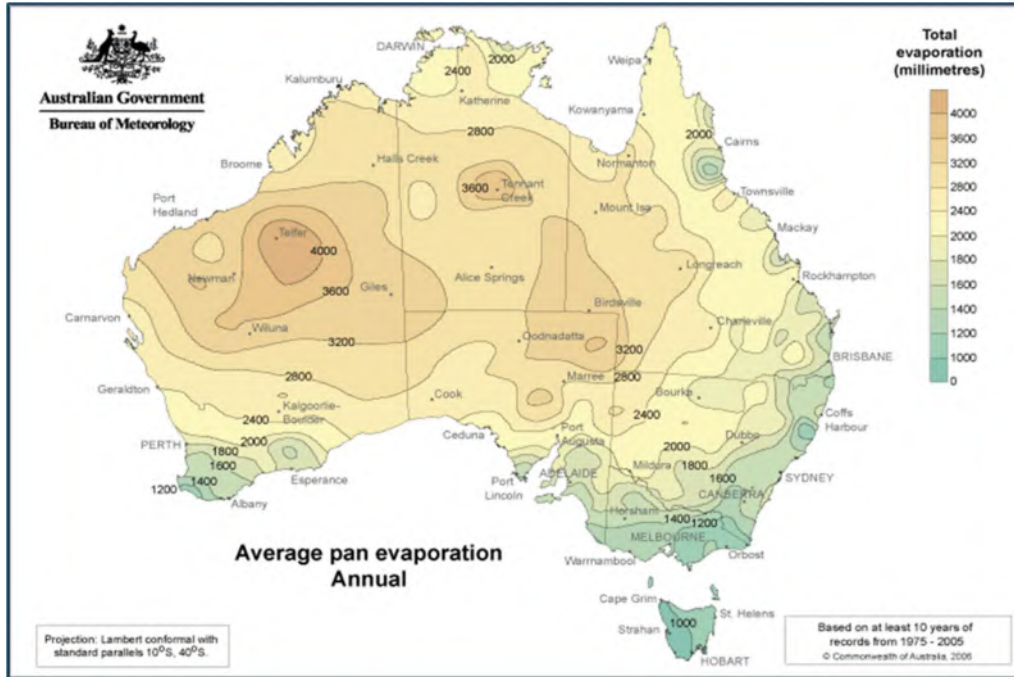 Australian Government
Bureau of Meteorology
Total
evaporation
(millimetres)
4000
3600
3200
2800
2400
2000
1800
1600
1400
1200
1000
0
DARWIN
2400
2000
Katherine
Kalumburu
Weipa
Kowanyama
2800
2000
Cairns
Normanton
Halls Creek
Broome
3600
Tennant
Creek
Townsville
Port
Hedland
Mount Isa
Mackay
Telfer
4000
Newman
Alice Springs
Longreach
Rockhampton
3600
Giles
Birdsville
Carnarvon
Wiluna
3200
Oodnadatta
3200
Charleville
BRISBANE
2800
Marree
2800
Geraldton
Cook
Bourke
2400
Kalgoorlie-
Boulder
2400
Coffs
Harbour
PERTH
2000
1800
1600
1400
1200
Ceduna
Port
Augusta
2000
Dubbo
Esperance
Albany
Port
Lincoln
ADELAIDE
Mildura
1800
1600
SYDNEY
CANBERRA
Horsham
1400
1200
MELBOURNE
Warrnambool
Orbost
Average pan evaporation
Annual
Cape Grim
1000
St. Helens
Strahan
HOBART
Projection: Lambert conformal with
standard parallels 10°S, 40°S.
Based on at least 10 years of
records from 1975 - 2005
© Commonwealth of Australia, 2006